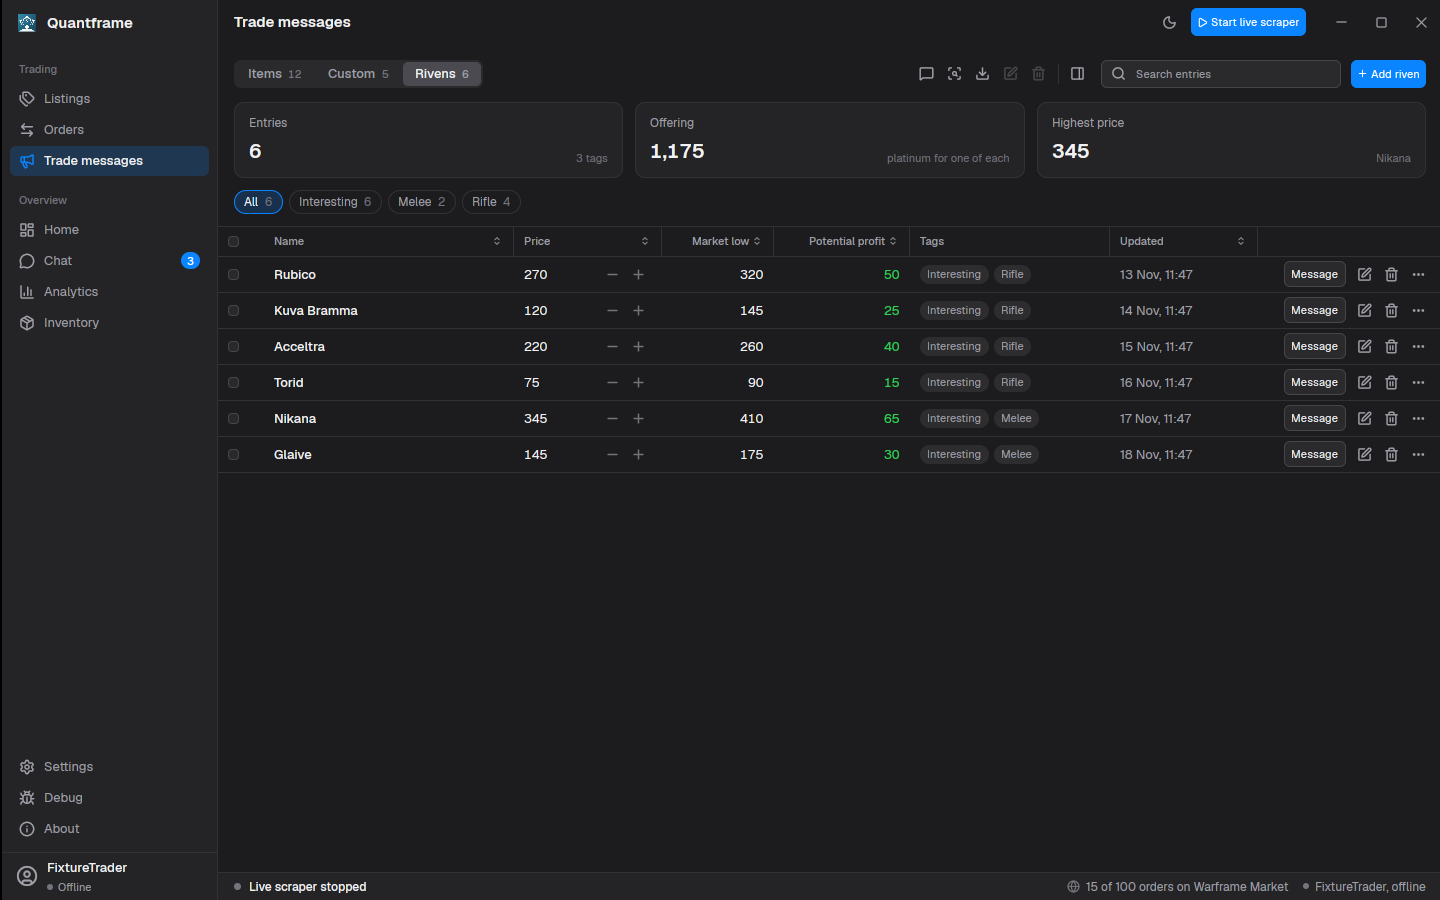 Quantframe
Trade messages
Start live scraper
Trading
Listings
Orders
Trade messages
Overview
Home
Chat 3
Analytics
Inventory
Settings
Debug
About
FixtureTrader
Offline
Items 12 Custom 5 Rivens 6
Search entries
+ Add riven
Entries
6
3 tags
Offering
1,175
platinum for one of each
Highest price
345
Nikana
All 6 Interesting 6 Melee 2 Rifle 4
Name Price Market low Potential profit Tags Updated
Rubico 270 320 50 Interesting Rifle 13 Nov, 11:47 Message
Kuva Bramma 120 145 25 Interesting Rifle 14 Nov, 11:47 Message
Acceltra 220 260 40 Interesting Rifle 15 Nov, 11:47 Message
Torid 75 90 15 Interesting Rifle 16 Nov, 11:47 Message
Nikana 345 410 65 Interesting Melee 17 Nov, 11:47 Message
Glaive 145 175 30 Interesting Melee 18 Nov, 11:47 Message
Live scraper stopped
15 of 100 orders on Warframe Market
FixtureTrader, offline